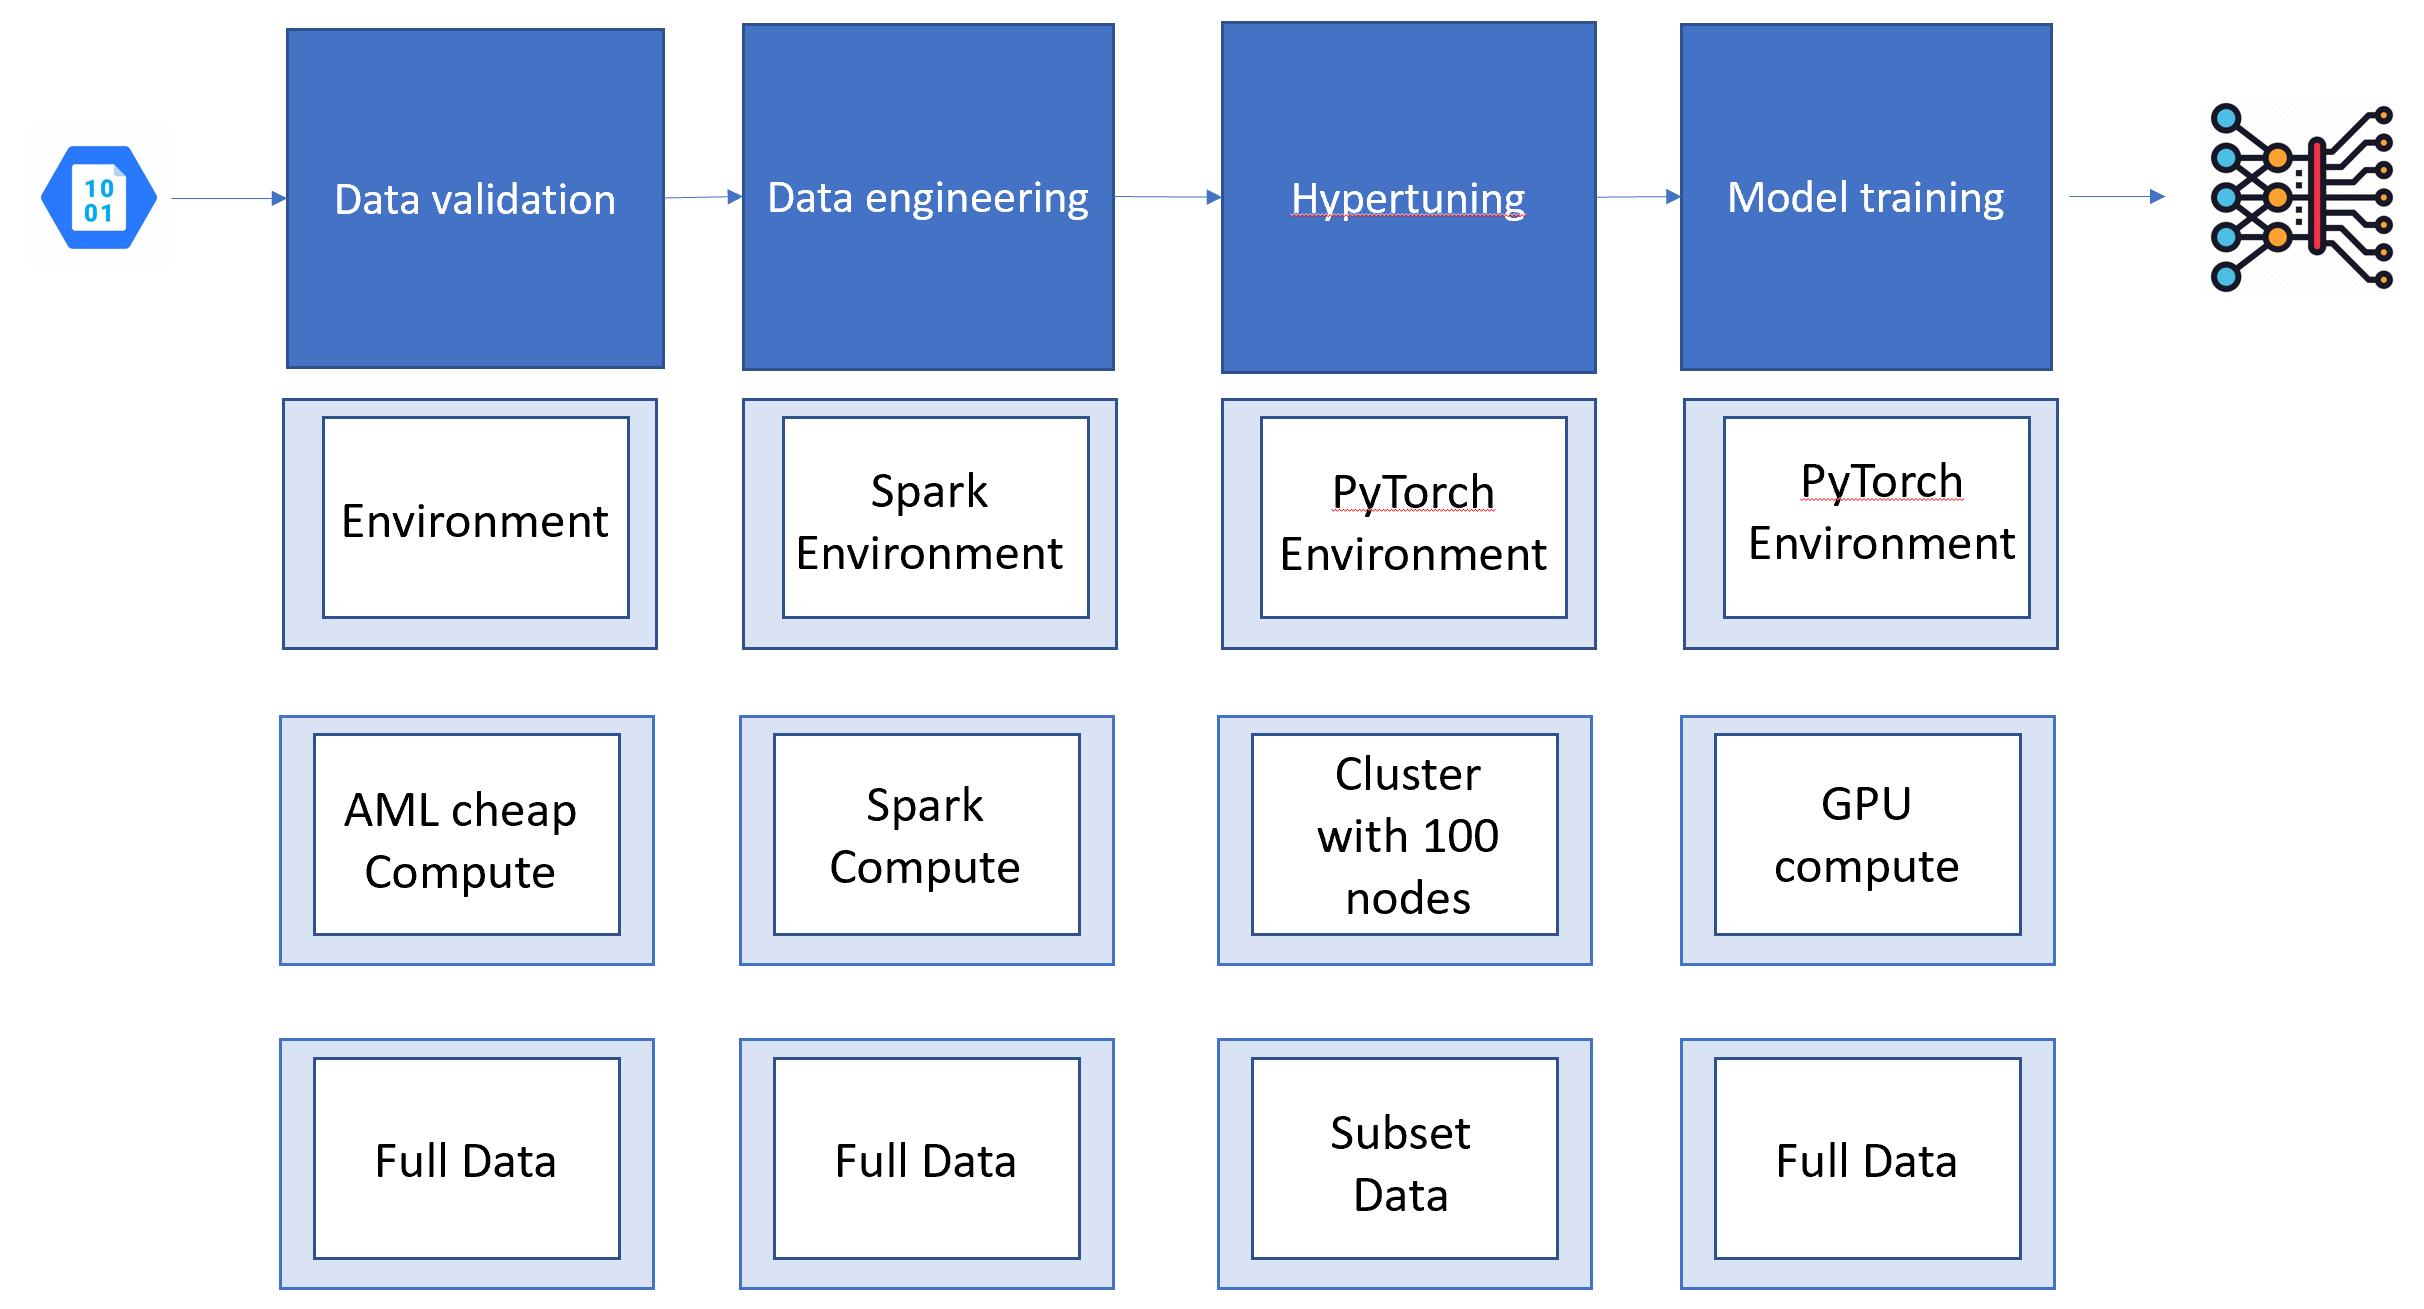 10
01
Data validation
Data engineering
Hypertuning
Model training
Environment
Spark
Environment
PyTorch
Environment
PyTorch
Environment
AML cheap
Compute
Spark
Compute
Cluster
with 100
nodes
GPU
compute
Full Data
Full Data
Subset
Data
Full Data